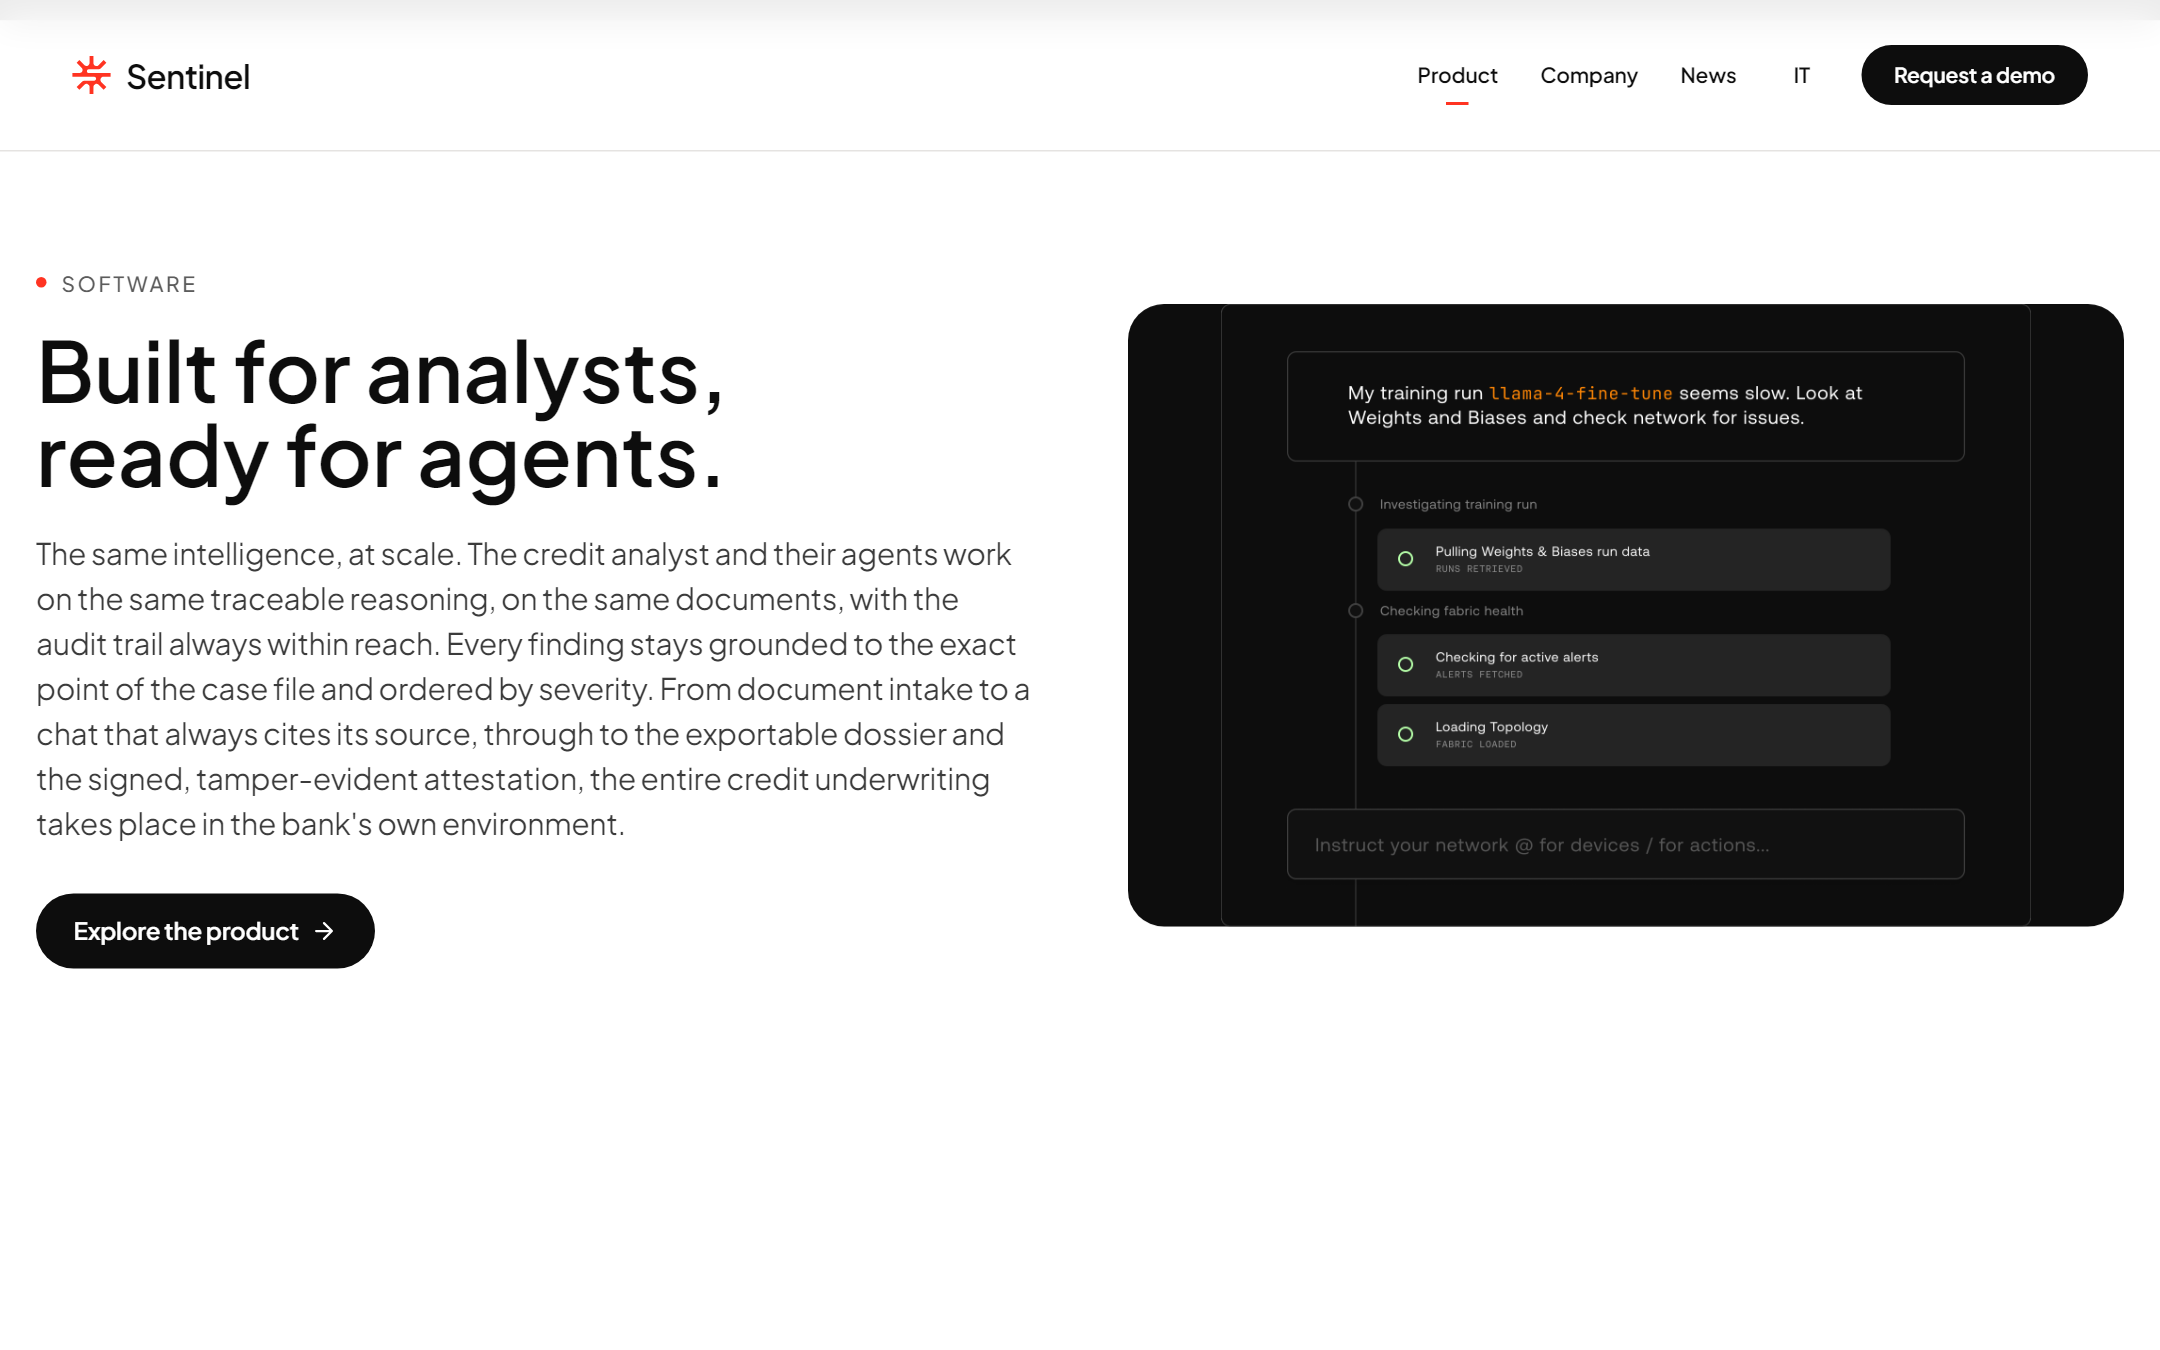 Sentinel
Product
Company
News
IT
Request a demo
SOFTWARE
Built for analysts,
ready for agents.
The same intelligence, at scale. The credit analyst and their agents work
on the same traceable reasoning, on the same documents, with the
audit trail always within reach. Every finding stays grounded to the exact
point of the case file and ordered by severity. From document intake to a
chat that always cites its source, through to the exportable dossier and
the signed, tamper-evident attestation, the entire credit underwriting
takes place in the bank's own environment.
Explore the product →
My training run llama-4-fine-tune seems slow. Look at
Weights and Biases and check network for issues.
Investigating training run
Pulling Weights & Biases run data
RUNS RETRIEVED
Checking fabric health
Checking for active alerts
ALERTS FETCHED
Loading Topology
FABRIC LOADED
Instruct your network @ for devices / for actions...